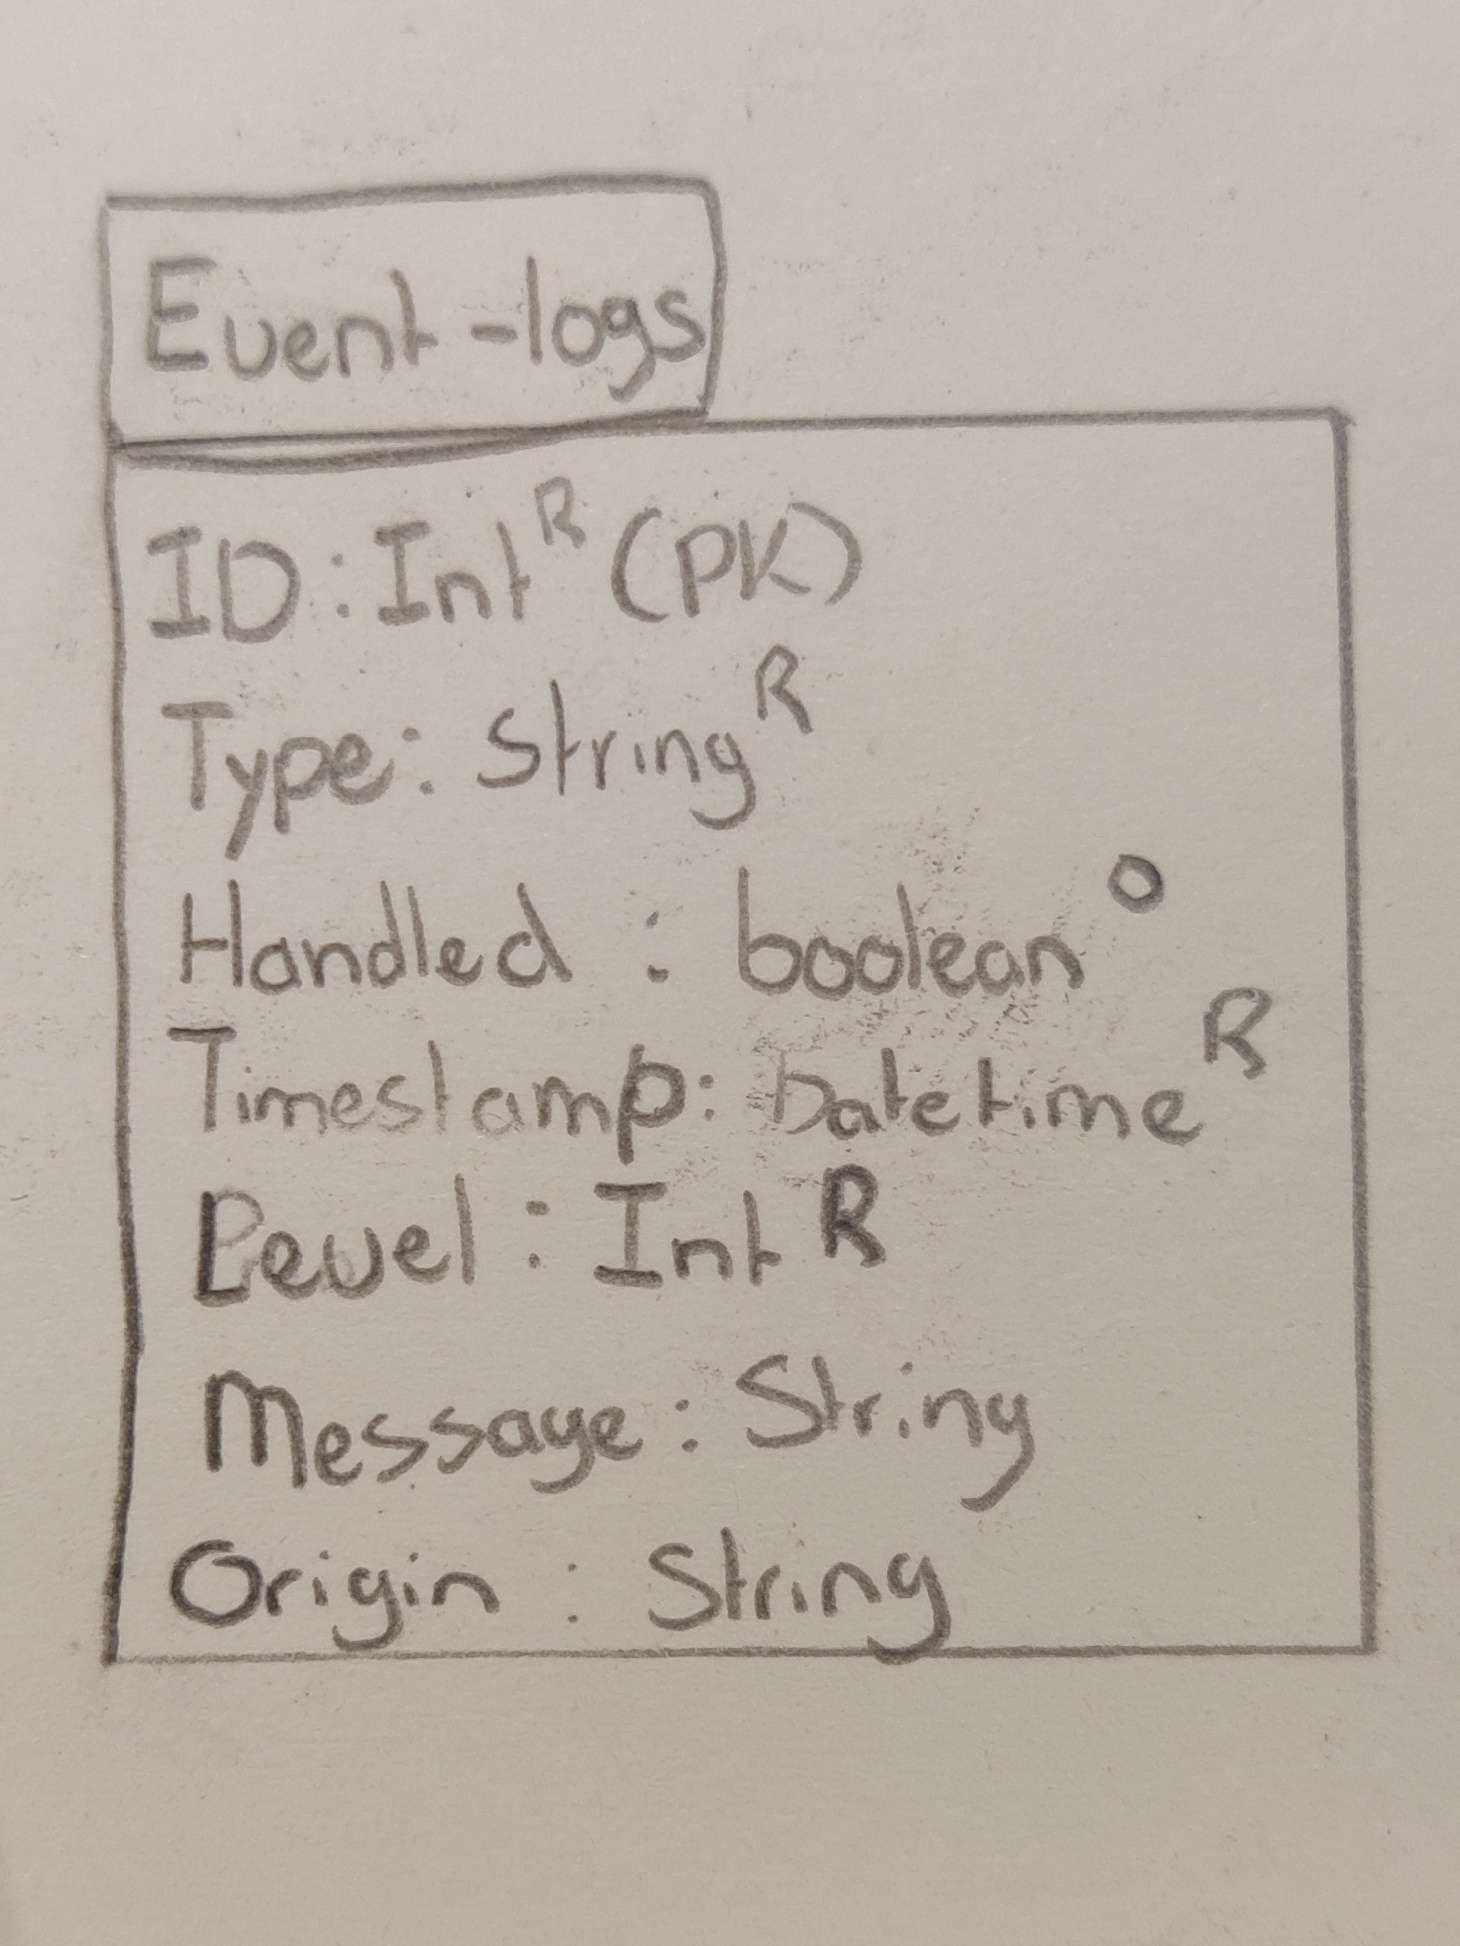 Event-logs
ID: Int R (PK)
Type: String R
Handled : boolean O
Timestamp: Datetime R
Level: Int R
Message: String
Origin : String